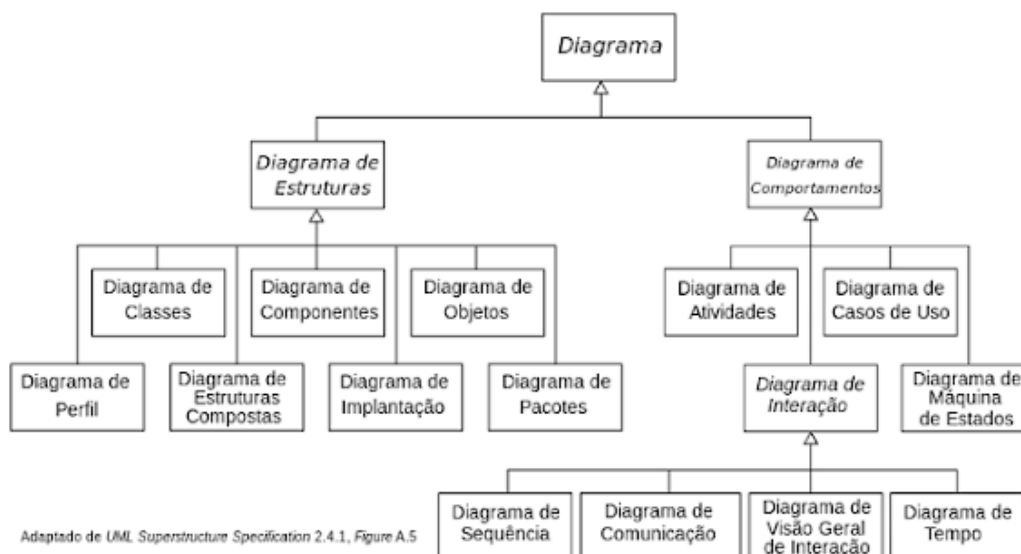 Diagrama
Diagrama de
Estruturas
Diagrama de
Comportamentos
Diagrama de
Classes
Diagrama de
Componentes
Diagrama de
Objetos
Diagrama de
Atividades
Diagrama de
Casos de Uso
Diagrama de
Perfil
Diagrama de
Estruturas
Compostas
Diagrama de
Implantação
Diagrama de
Pacotes
Diagrama de
Interação
Diagrama de
Máquina
de Estados
Diagrama de
Sequência
Diagrama de
Comunicação
Diagrama de
Visão Geral
de Interação
Diagrama de
Tempo
Adaptado de UML Superstructure Specification 2.4.1, Figure A.5